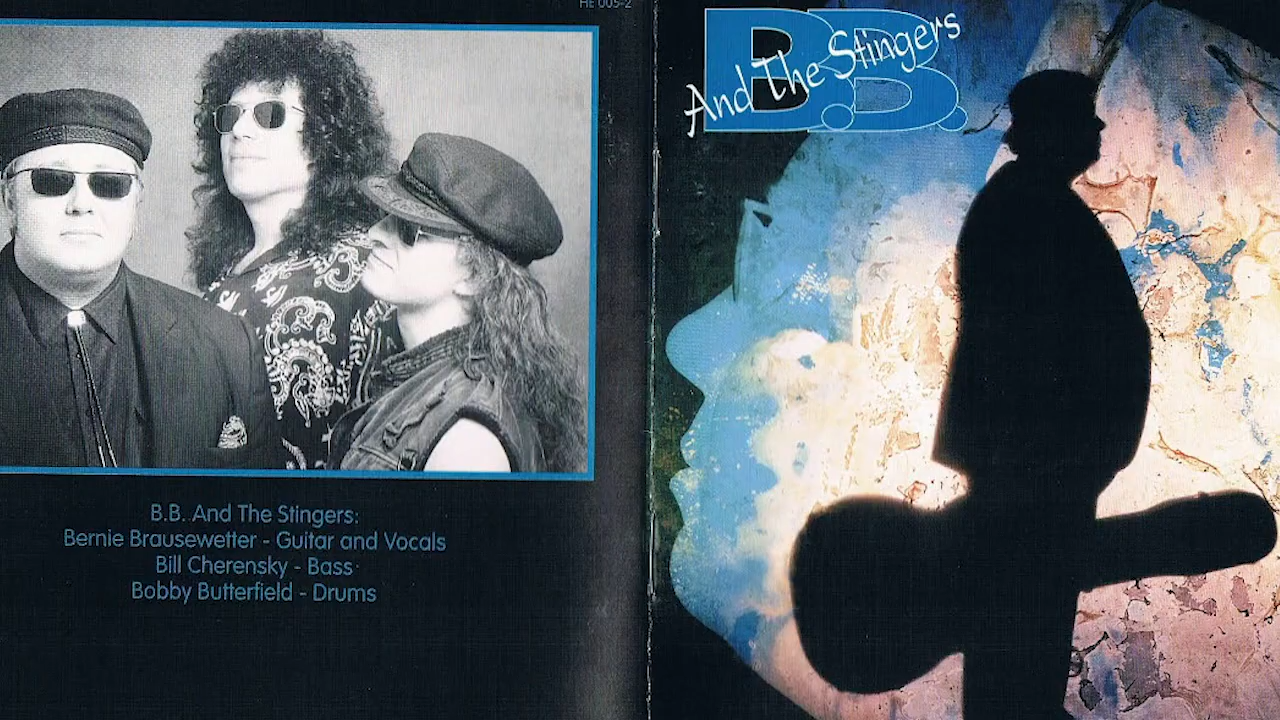 HE 005-2
B.B. And The Stingers:
Bernie Brausewetter - Guitar and Vocals
Bill Cherensky - Bass
Bobby Butterfield - Drums
B.B.
And The Stingers